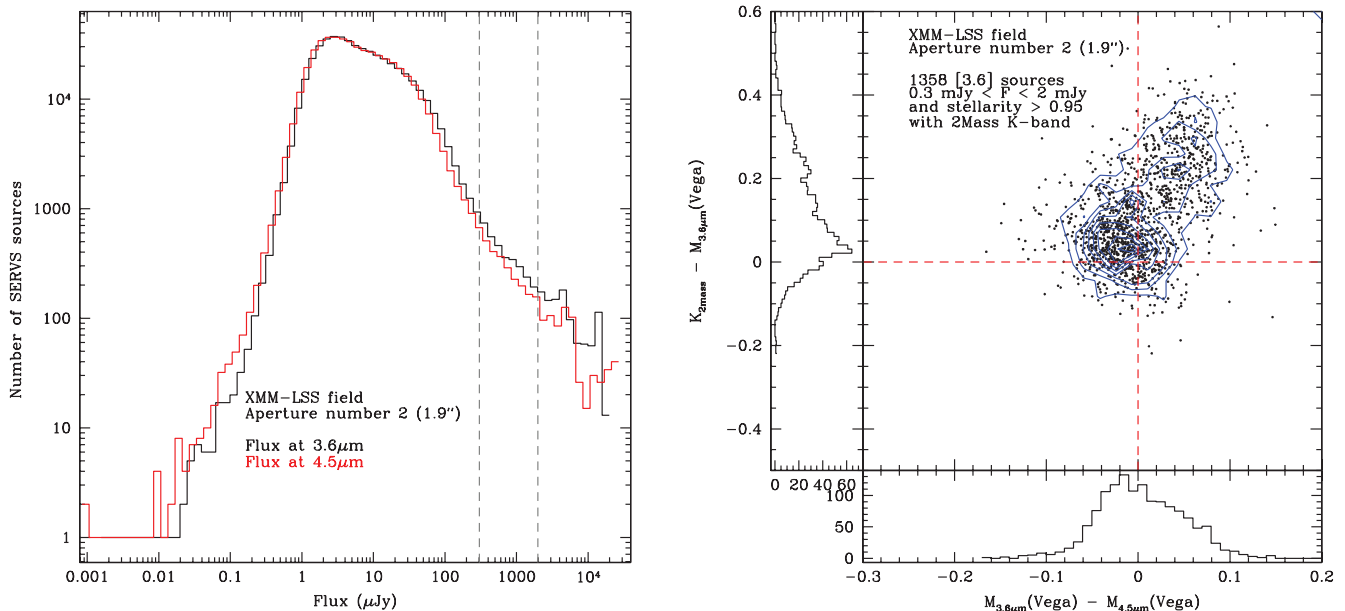 Number of SERVS sources
10⁴
1000
100
10
1
XMM-LSS field
Aperture number 2 (1.9″)
Flux at 3.6μm
Flux at 4.5μm
0.001 0.01 0.1 1 10 100 1000 10⁴
Flux (μJy)
K2mass − M3.6μm(Vega)
0.6
0.4
0.2
0
−0.2
−0.4
XMM-LSS field
Aperture number 2 (1.9″)
1358 [3.6] sources
0.3 mJy < F < 2 mJy
and stellarity > 0.95
with 2Mass K-band
0 20 40 60
100
50
0
−0.3 −0.2 −0.1 0 0.1 0.2
M3.6μm(Vega) − M4.5μm(Vega)